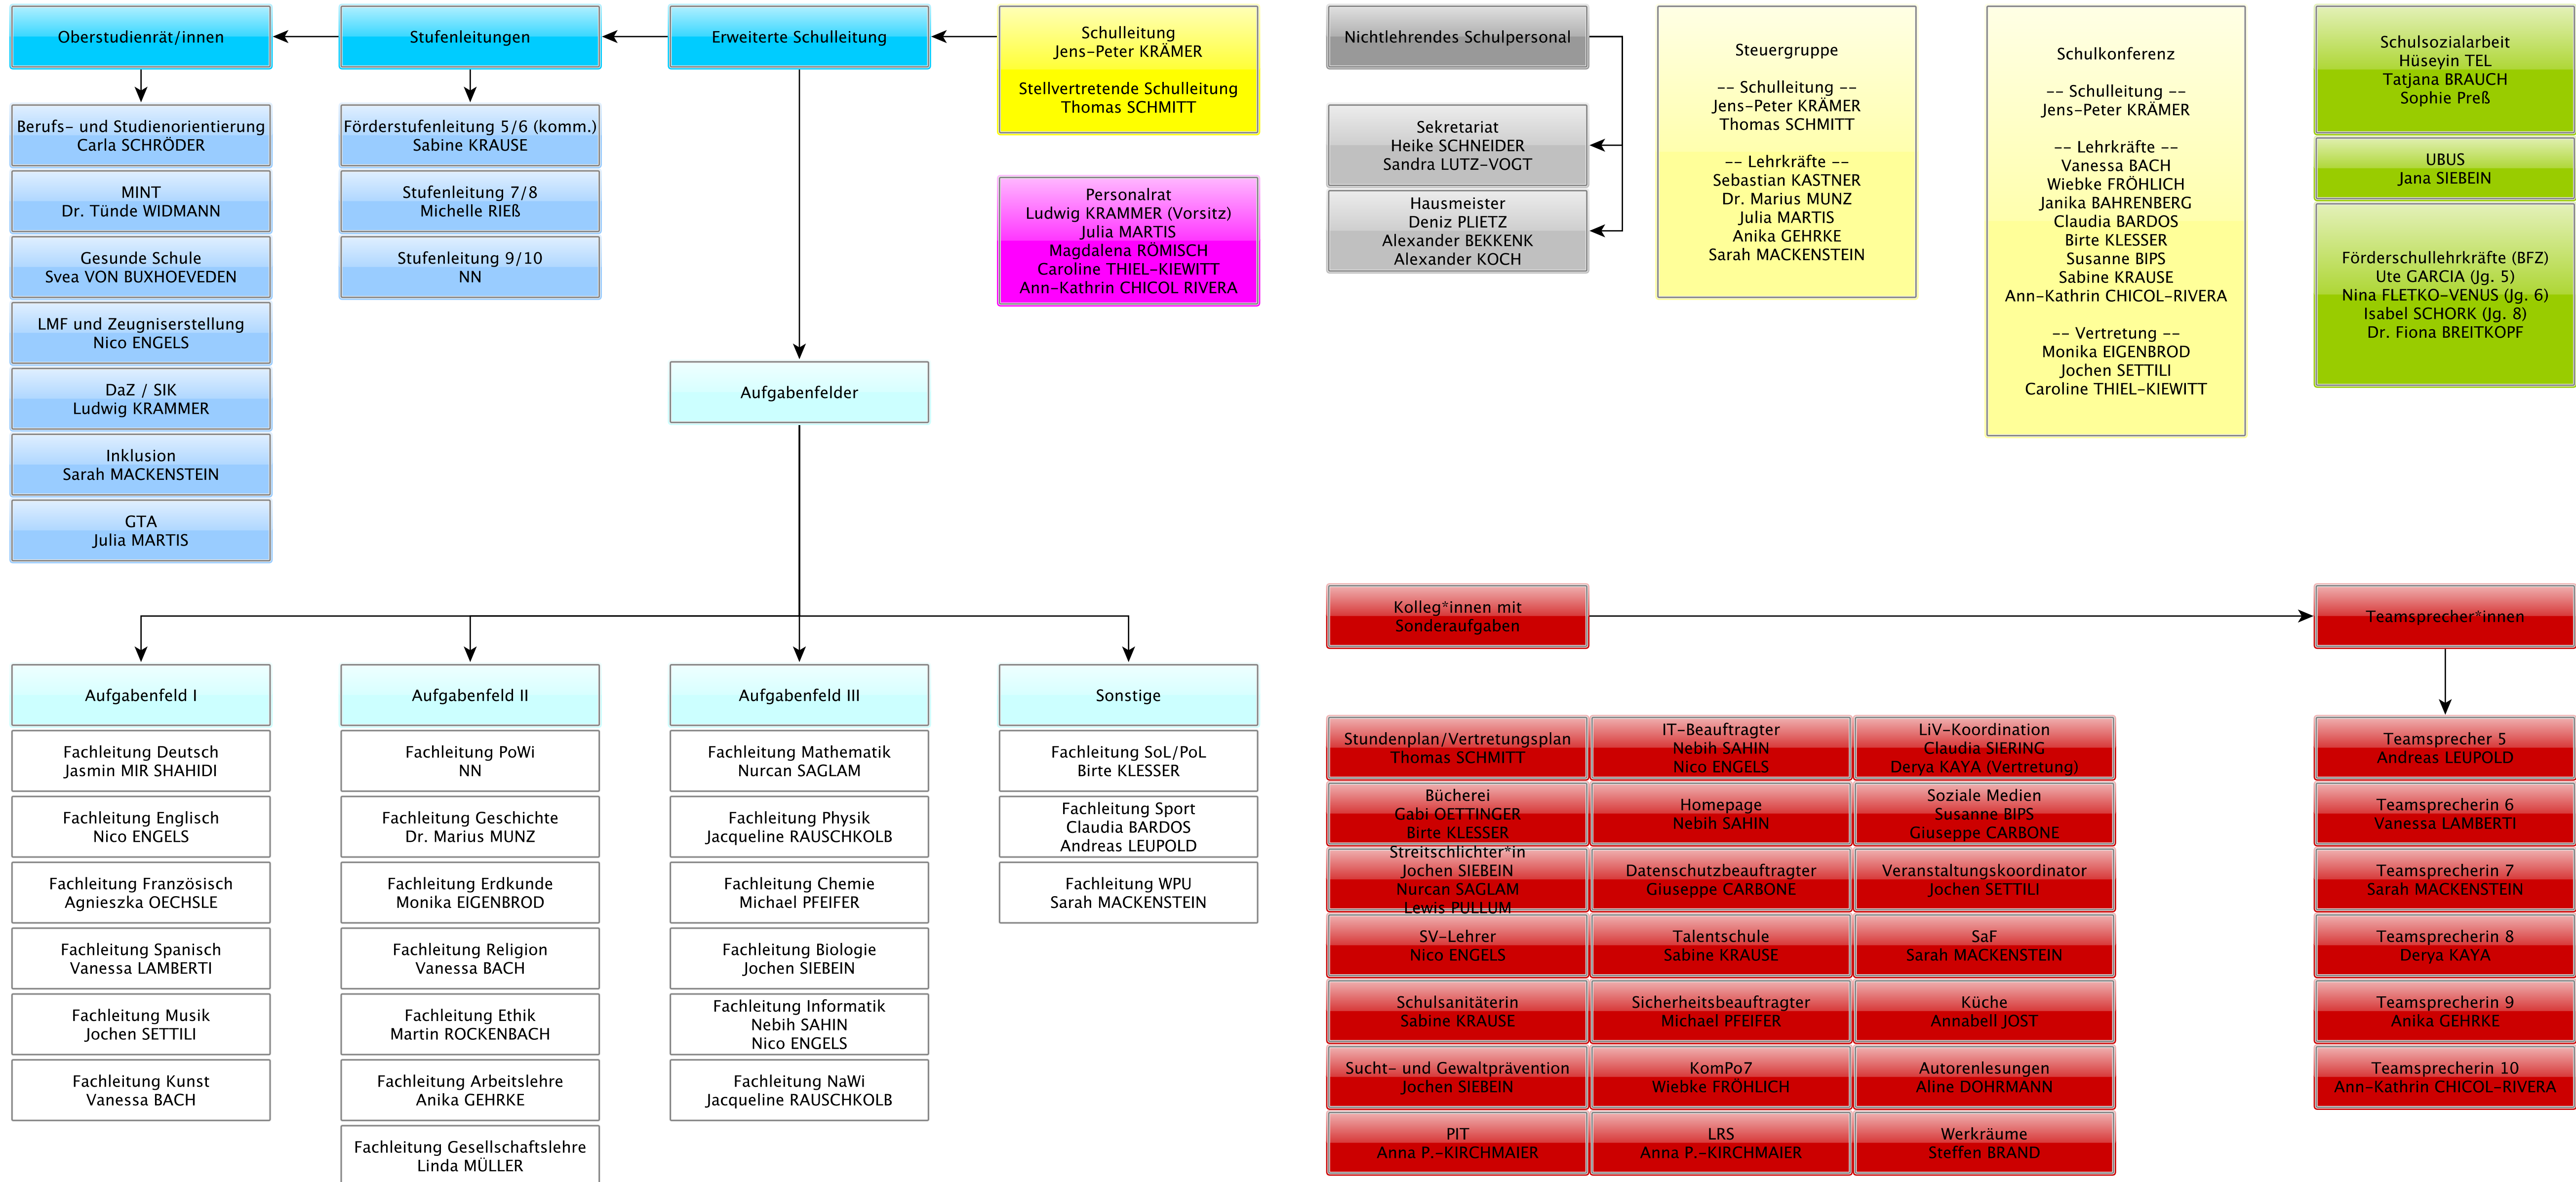 Oberstudienrät/innen
Berufs- und Studienorientierung
Carla SCHRÖDER
MINT
Dr. Tünde WIDMANN
Gesunde Schule
Svea VON BUXHOEVEDEN
LMF und Zeugniserstellung
Nico ENGELS
DaZ / SIK
Ludwig KRAMMER
Inklusion
Sarah MACKENSTEIN
GTA
Julia MARTIS
Stufenleitungen
Förderstufenleitung 5/6 (komm.)
Sabine KRAUSE
Stufenleitung 7/8
Michelle RIEß
Stufenleitung 9/10
NN
Erweiterte Schulleitung
Schulleitung
Jens-Peter KRÄMER
Stellvertretende Schulleitung
Thomas SCHMITT
Personalrat
Ludwig KRAMMER (Vorsitz)
Julia MARTIS
Magdalena RÖMISCH
Caroline THIEL-KIEWITT
Ann-Kathrin CHICOL RIVERA
Nichtlehrendes Schulpersonal
Sekretariat
Heike SCHNEIDER
Sandra LUTZ-VOGT
Hausmeister
Deniz PLIETZ
Alexander BEKKENK
Alexander KOCH
Steuergruppe
-- Schulleitung --
Jens-Peter KRÄMER
Thomas SCHMITT
-- Lehrkräfte --
Sebastian KASTNER
Dr. Marius MUNZ
Julia MARTIS
Anika GEHRKE
Sarah MACKENSTEIN
Schulkonferenz
-- Schulleitung --
Jens-Peter KRÄMER
-- Lehrkräfte --
Vanessa BACH
Wiebke FRÖHLICH
Janika BAHRENBERG
Claudia BARDOS
Birte KLESSER
Susanne BIPS
Sabine KRAUSE
Ann-Kathrin CHICOL-RIVERA
-- Vertretung --
Monika EIGENBROD
Jochen SETTILI
Caroline THIEL-KIEWITT
Schulsozialarbeit
Hüseyin TEL
Tatjana BRAUCH
Sophie Preß
UBUS
Jana SIEBEIN
Förderschullehrkräfte (BFZ)
Ute GARCIA (Jg. 5)
Nina FLETKO-VENUS (Jg. 6)
Isabel SCHORK (Jg. 8)
Dr. Fiona BREITKOPF
Aufgabenfelder
Aufgabenfeld I
Fachleitung Deutsch
Jasmin MIR SHAHIDI
Fachleitung Englisch
Nico ENGELS
Fachleitung Französisch
Agnieszka OECHSLE
Fachleitung Spanisch
Vanessa LAMBERTI
Fachleitung Musik
Jochen SETTILI
Fachleitung Kunst
Vanessa BACH
Aufgabenfeld II
Fachleitung PoWi
NN
Fachleitung Geschichte
Dr. Marius MUNZ
Fachleitung Erdkunde
Monika EIGENBROD
Fachleitung Religion
Vanessa BACH
Fachleitung Ethik
Martin ROCKENBACH
Fachleitung Arbeitslehre
Anika GEHRKE
Fachleitung Gesellschaftslehre
Linda MÜLLER
Aufgabenfeld III
Fachleitung Mathematik
Nurcan SAGLAM
Fachleitung Physik
Jacqueline RAUSCHKOLB
Fachleitung Chemie
Michael PFEIFER
Fachleitung Biologie
Jochen SIEBEIN
Fachleitung Informatik
Nebih SAHIN
Nico ENGELS
Fachleitung NaWi
Jacqueline RAUSCHKOLB
Sonstige
Fachleitung SoL/PoL
Birte KLESSER
Fachleitung Sport
Claudia BARDOS
Andreas LEUPOLD
Fachleitung WPU
Sarah MACKENSTEIN
Kolleg*innen mit
Sonderaufgaben
Stundenplan/Vertretungsplan
Thomas SCHMITT
Bücherei
Gabi OETTINGER
Birte KLESSER
Streitschlichter*in
Jochen SIEBEIN
Nurcan SAGLAM
Lewis PULLUM
SV-Lehrer
Nico ENGELS
Schulsanitäterin
Sabine KRAUSE
Sucht- und Gewaltprävention
Jochen SIEBEIN
PIT
Anna P.-KIRCHMAIER
IT-Beauftragter
Nebih SAHIN
Nico ENGELS
Homepage
Nebih SAHIN
Datenschutzbeauftragter
Giuseppe CARBONE
Talentschule
Sabine KRAUSE
Sicherheitsbeauftragter
Michael PFEIFER
KomPo7
Wiebke FRÖHLICH
LRS
Anna P.-KIRCHMAIER
LiV-Koordination
Claudia SIERING
Derya KAYA (Vertretung)
Soziale Medien
Susanne BIPS
Giuseppe CARBONE
Veranstaltungskoordinator
Jochen SETTILI
SaF
Sarah MACKENSTEIN
Küche
Annabell JOST
Autorenlesungen
Aline DOHRMANN
Werkräume
Steffen BRAND
Teamsprecher*innen
Teamsprecher 5
Andreas LEUPOLD
Teamsprecherin 6
Vanessa LAMBERTI
Teamsprecherin 7
Sarah MACKENSTEIN
Teamsprecherin 8
Derya KAYA
Teamsprecherin 9
Anika GEHRKE
Teamsprecherin 10
Ann-Kathrin CHICOL-RIVERA